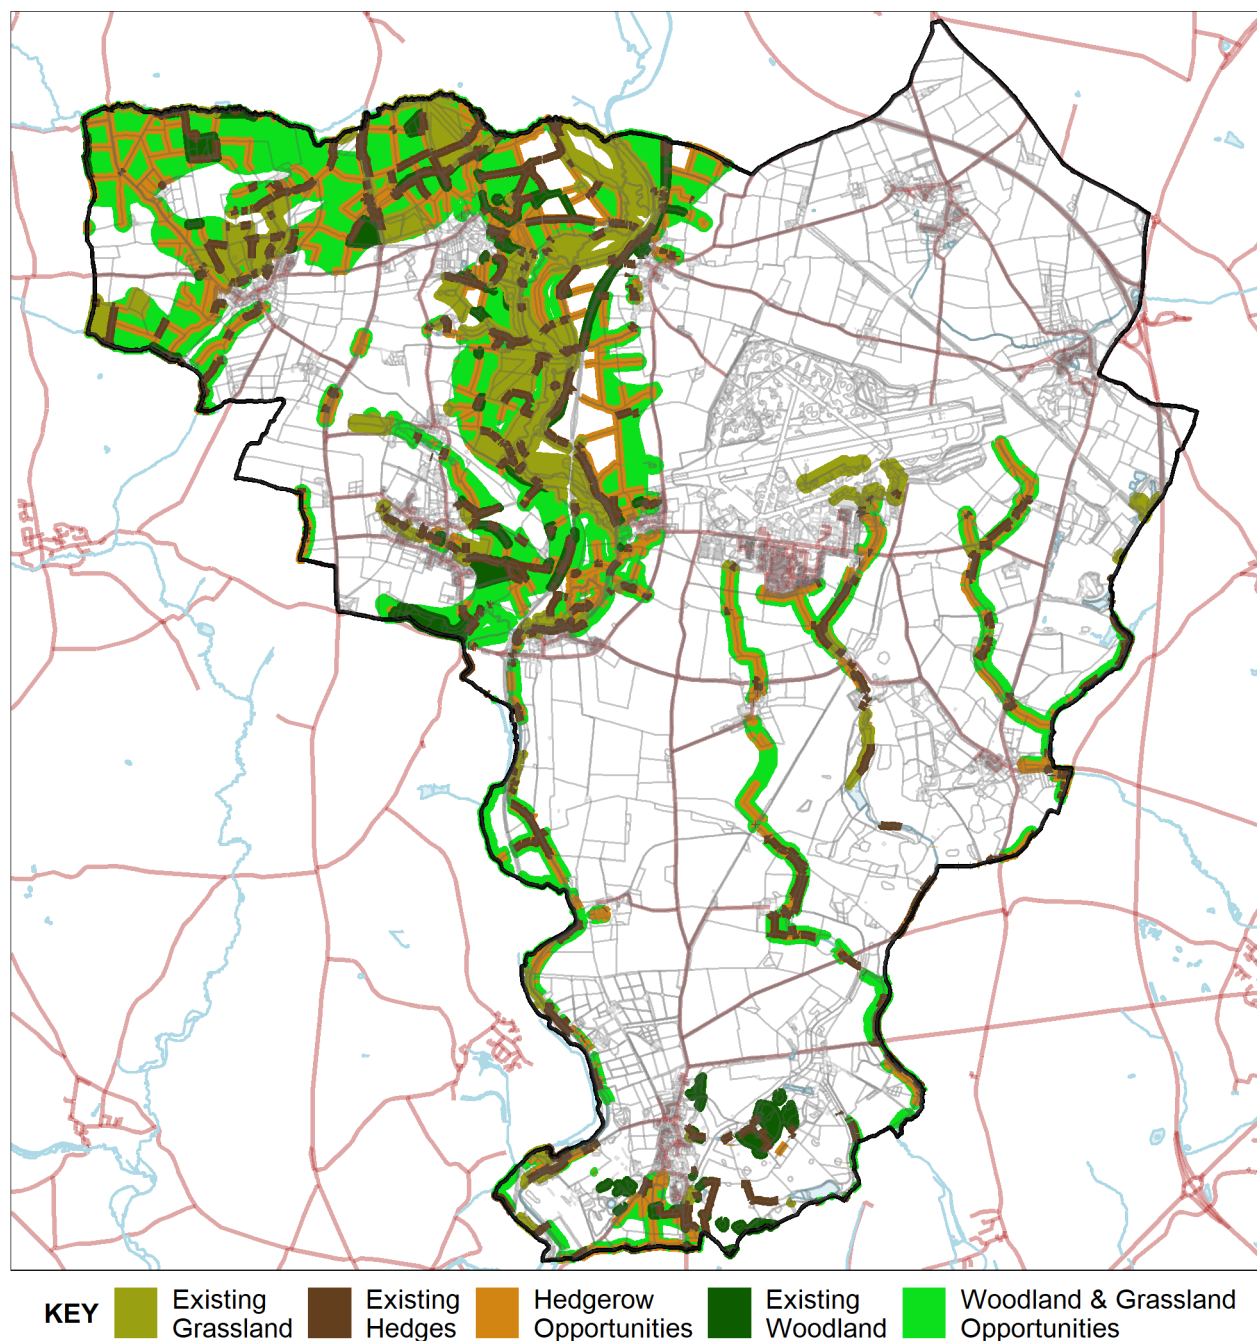 KEY
Existing Grassland
Existing Hedges
Hedgerow Opportunities
Existing Woodland
Woodland & Grassland Opportunities